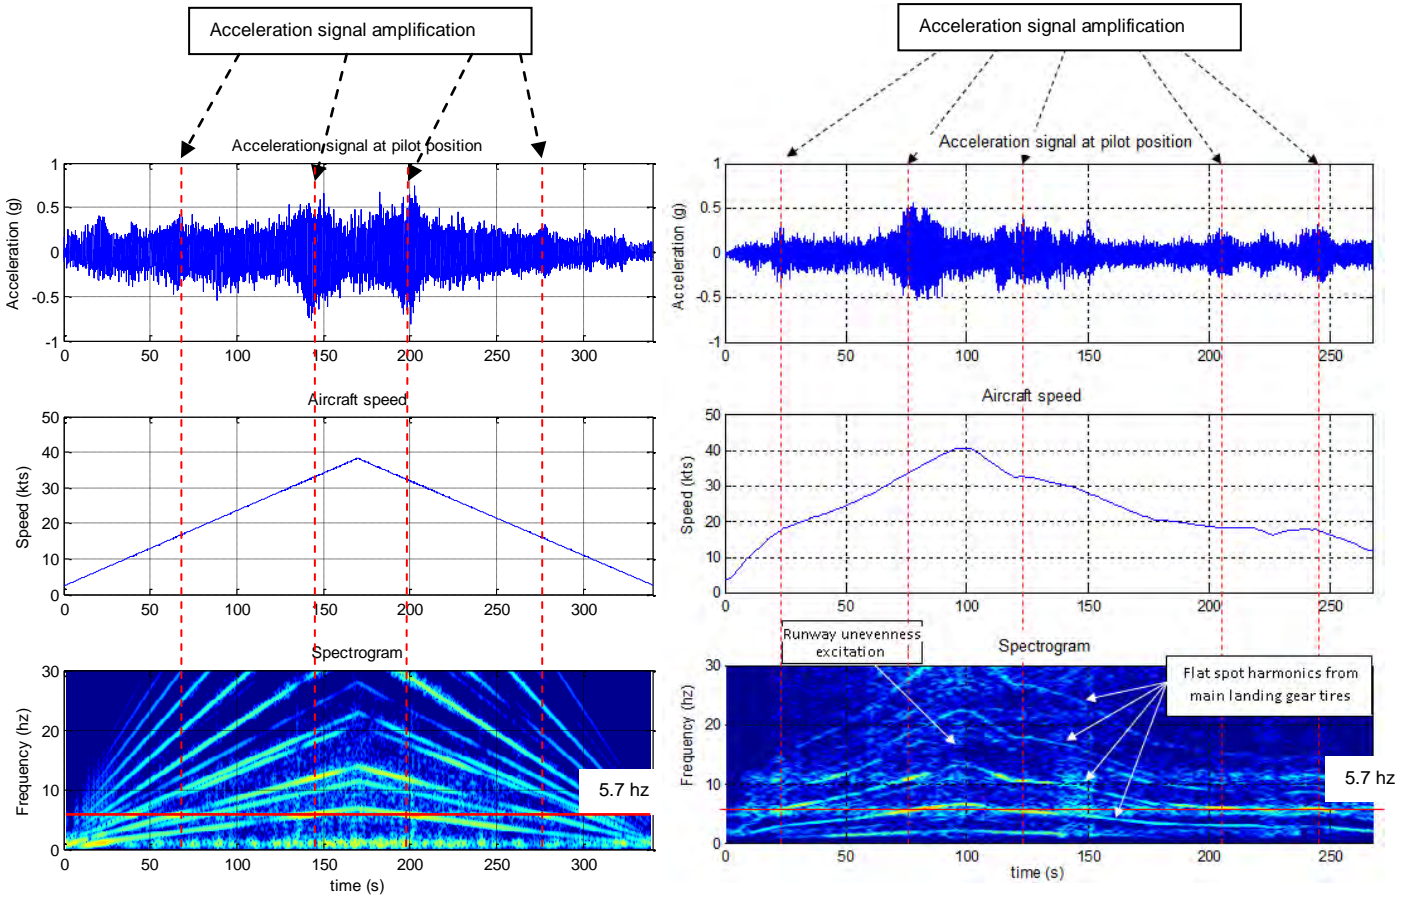 Acceleration signal amplification
Acceleration signal at pilot position
1
0.5
0
-0.5
-1
Acceleration (g)
0 50 100 150 200 250 300
Aircraft speed
50
40
30
20
10
0
Speed (kts)
0 50 100 150 200 250 300
Spectrogram
30
20
10
0
Frequency (hz)
5.7 hz
0 50 100 150 200 250 300
time (s)
Acceleration signal amplification
Acceleration signal at pilot position
1
0.5
0
-0.5
-1
Acceleration (g)
0 50 100 150 200 250
Aircraft speed
50
40
30
20
10
0
Speed (kts)
0 50 100 150 200 250
Runway unevenness
excitation
Spectrogram
Flat spot harmonics from
main landing gear tires
30
20
10
0
Frequency (hz)
5.7 hz
0 50 100 150 200 250
time (s)